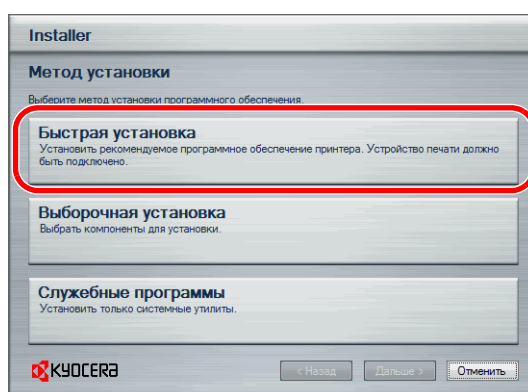 Installer
Метод установки
Выберите метод установки программного обеспечения.
Быстрая установка
Установить рекомендуемое программное обеспечение принтера. Устройство печати должно
быть подключено.
Выборочная установка
Выбрать компоненты для установки.
Служебные программы
Установить только системные утилиты.
KYOCERA
< Назад
Дальше >
Отменить